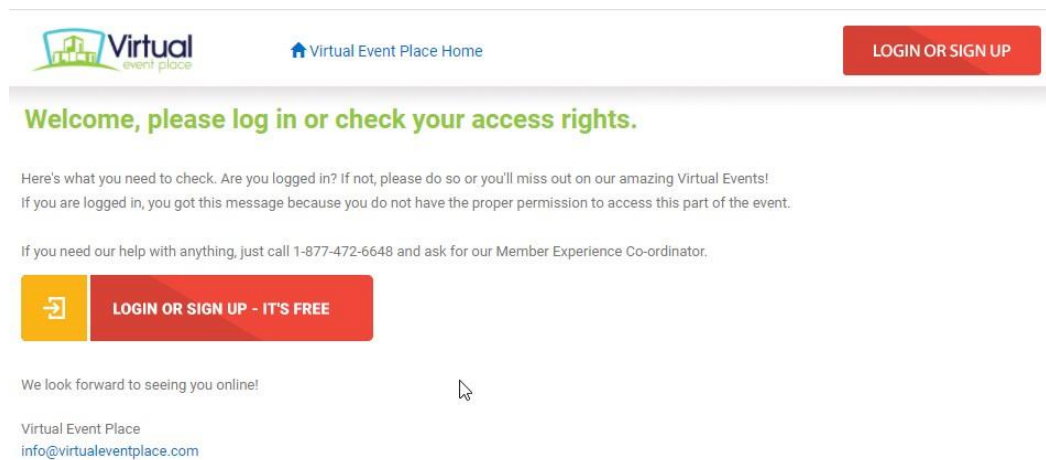 Virtual
event place
Virtual Event Place Home
LOGIN OR SIGN UP
Welcome, please log in or check your access rights.
Here's what you need to check. Are you logged in? If not, please do so or you'll miss out on our amazing Virtual Events!
If you are logged in, you got this message because you do not have the proper permission to access this part of the event.
If you need our help with anything, just call 1-877-472-6648 and ask for our Member Experience Co-ordinator.
LOGIN OR SIGN UP - IT'S FREE
We look forward to seeing you online!
Virtual Event Place
info@virtualeventplace.com